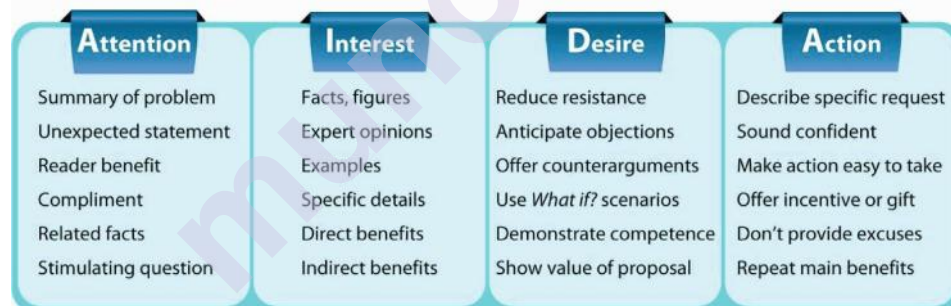 Attention
Summary of problem
Unexpected statement
Reader benefit
Compliment
Related facts
Stimulating question
Interest
Facts, figures
Expert opinions
Examples
Specific details
Direct benefits
Indirect benefits
Desire
Reduce resistance
Anticipate objections
Offer counterarguments
Use What if? scenarios
Demonstrate competence
Show value of proposal
Action
Describe specific request
Sound confident
Make action easy to take
Offer incentive or gift
Don't provide excuses
Repeat main benefits